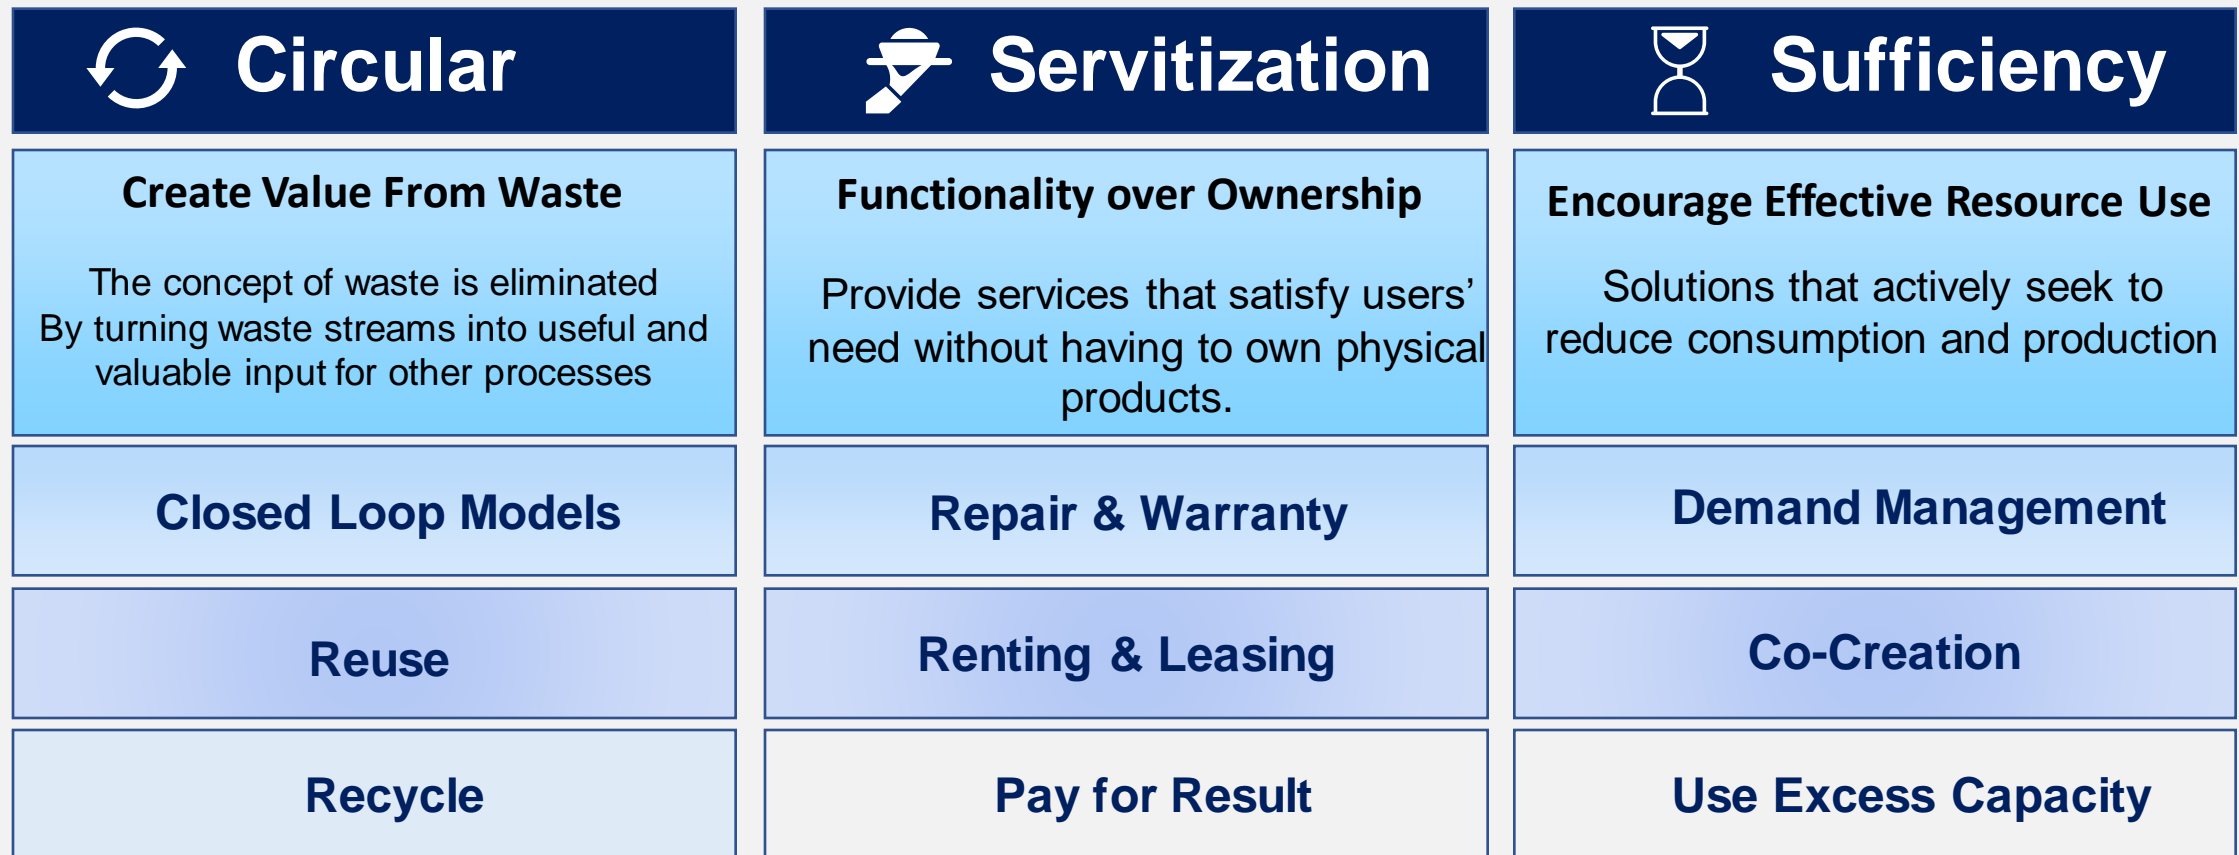 Circular
Servitization
Sufficiency
Create Value From Waste
The concept of waste is eliminated
By turning waste streams into useful and
valuable input for other processes
Functionality over Ownership
Provide services that satisfy users’
need without having to own physical
products.
Encourage Effective Resource Use
Solutions that actively seek to
reduce consumption and production
Closed Loop Models
Repair & Warranty
Demand Management
Reuse
Renting & Leasing
Co-Creation
Recycle
Pay for Result
Use Excess Capacity